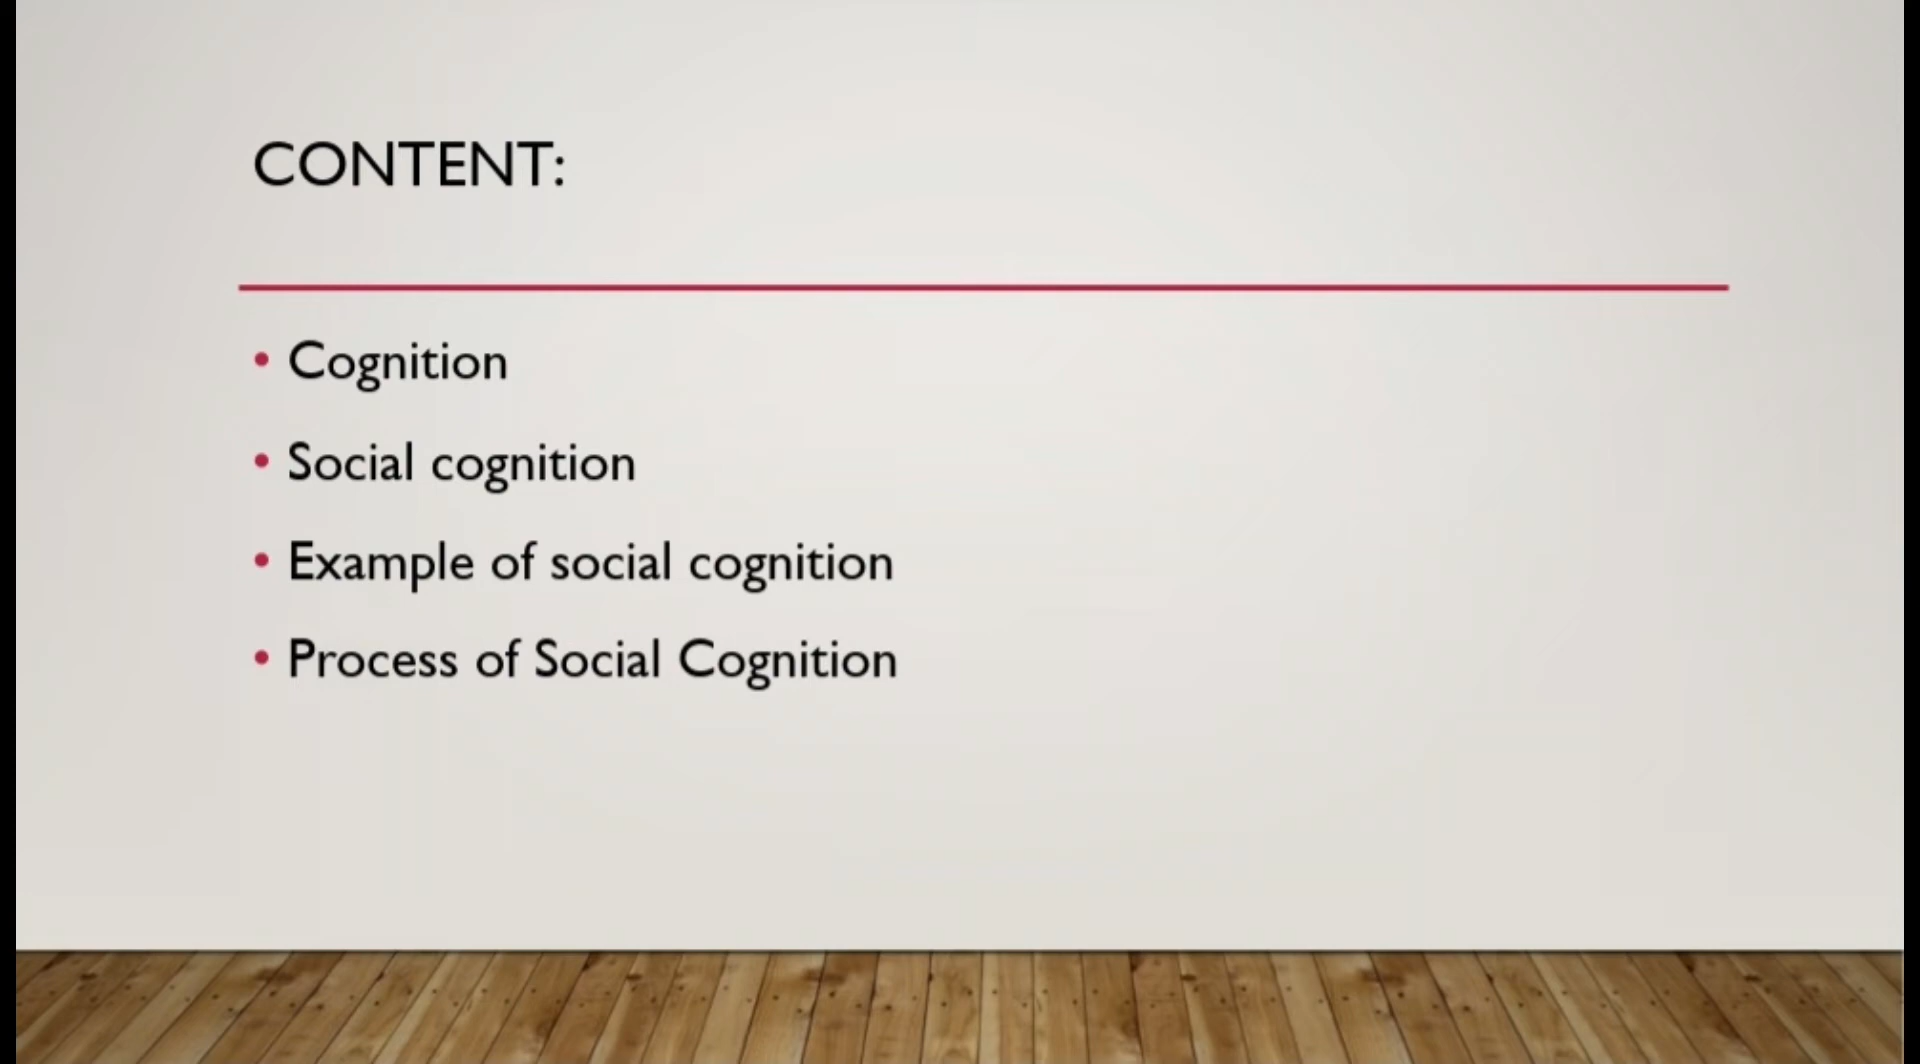 CONTENT:
• Cognition
• Social cognition
• Example of social cognition
• Process of Social Cognition